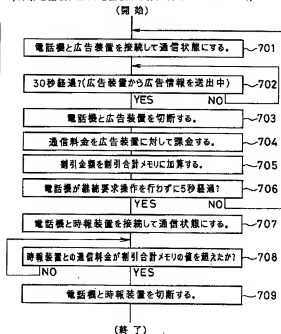 (開 始)
電話機と広告装置を接続して通信状態にする。
701
30秒経過?(広告装置から広告情報を送出中)
702
YES
NO
電話機と広告装置を切断する。
703
通信料金を広告装置に対して課金する。
704
割引金額を割引合計メモリに加算する。
705
電話機が継続要求操作を行わずに5秒経過?
706
YES
NO
電話機と時報装置を接続して通信状態にする。
707
時報装置との通信料金が割引合計メモリの値を超えたか?
708
NO
YES
電話機と時報装置を切断する。
709
(終 了)